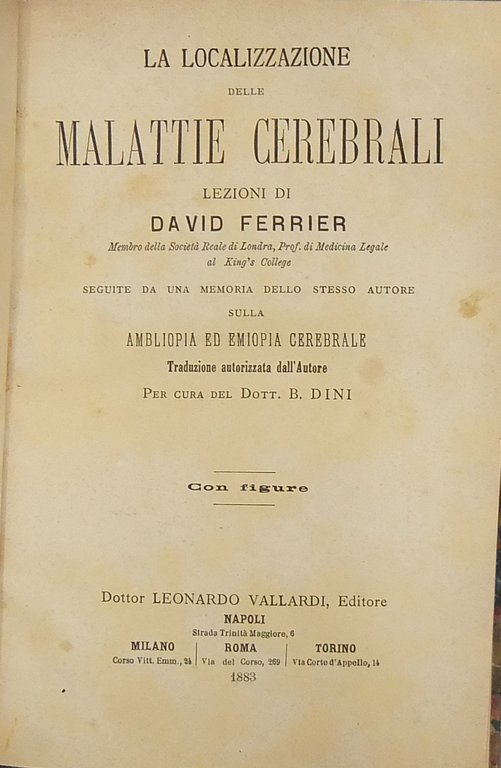 LA LOCALIZZAZIONE
DELLE
MALATTIE CEREBRALI
LEZIONI DI
DAVID FERRIER
Membro della Società Reale di Londra, Prof. di Medicina Legale
al King's College
SEGUITE DA UNA MEMORIA DELLO STESSO AUTORE
SULLA
AMBLIOPIA ED EMIOPIA CEREBRALE
Traduzione autorizzata dall'Autore
PER CURA DEL DOTT. B. DINI
Con figure
Dottor LEONARDO VALLARDI, Editore
NAPOLI
Strada Trinità Maggiore, 6
MILANO ROMA TORINO
Corso Vitt. Emm., 24 Via del Corso, 269 Via Corte d'Appello, 14
1883